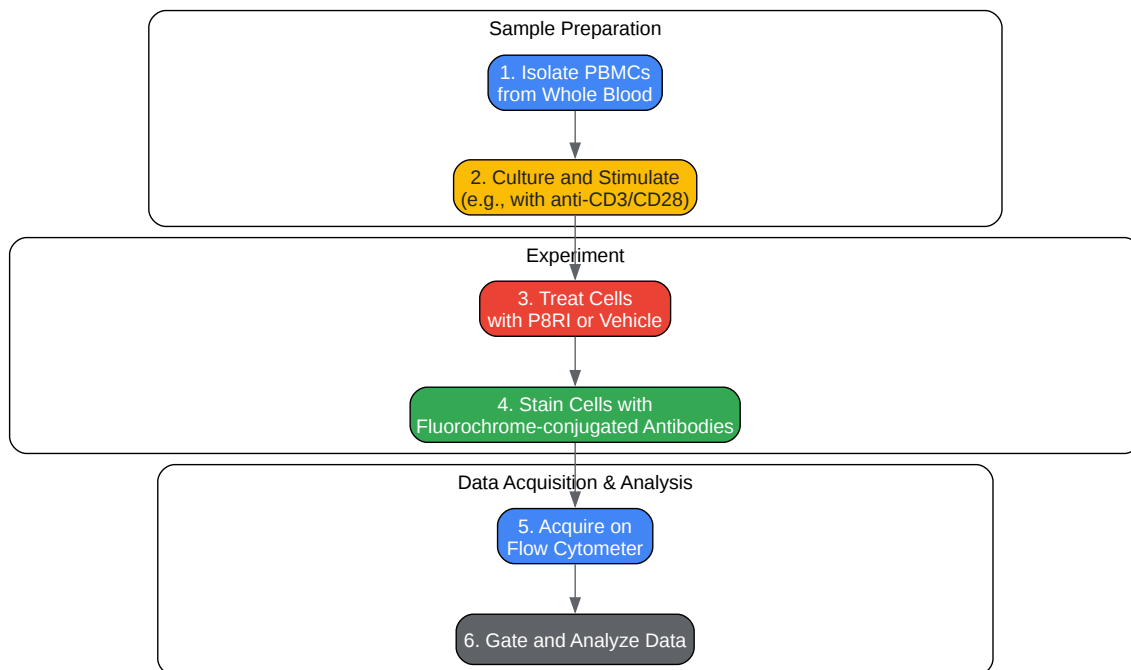 Sample Preparation
1. Isolate PBMCs
from Whole Blood
2. Culture and Stimulate
(e.g., with anti-CD3/CD28)
Experiment
3. Treat Cells
with P8RI or Vehicle
4. Stain Cells with
Fluorochrome-conjugated Antibodies
Data Acquisition & Analysis
5. Acquire on
Flow Cytometer
6. Gate and Analyze Data